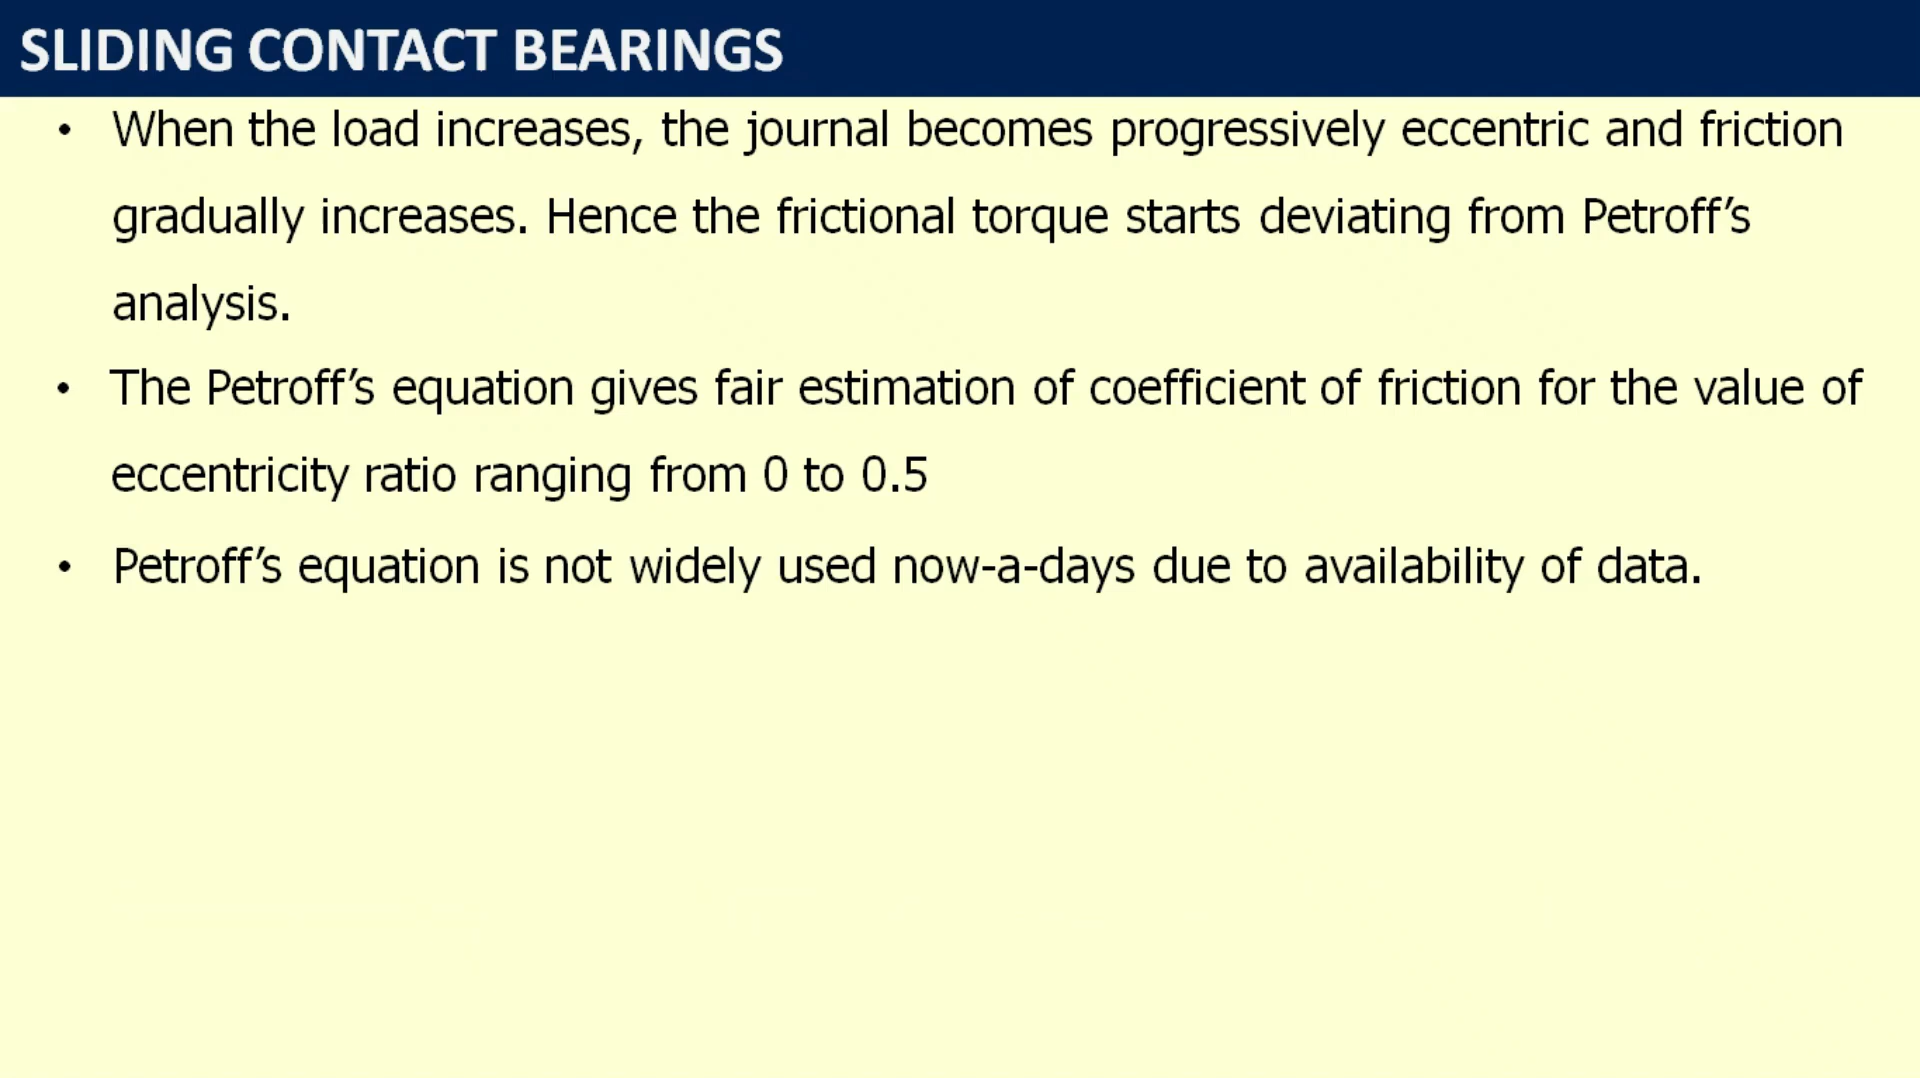 SLIDING CONTACT BEARINGS
• When the load increases, the journal becomes progressively eccentric and friction
gradually increases. Hence the frictional torque starts deviating from Petroff’s
analysis.
• The Petroff’s equation gives fair estimation of coefficient of friction for the value of
eccentricity ratio ranging from 0 to 0.5
• Petroff’s equation is not widely used now-a-days due to availability of data.